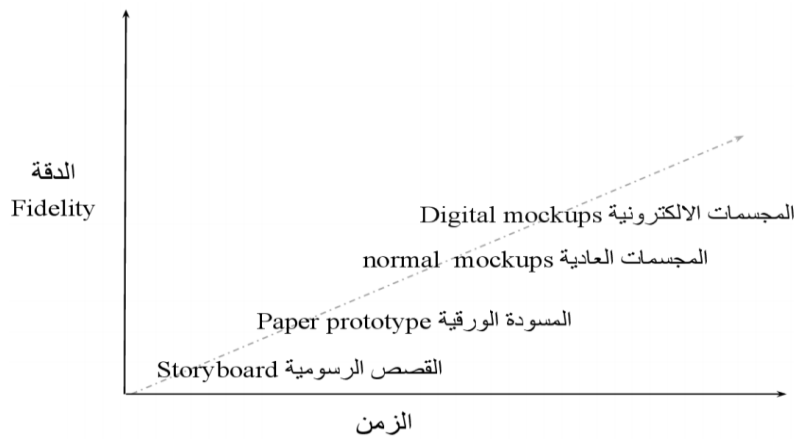 الدقة
Fidelity
Digital mockups المجسمات الالكترونية
normal mockups المجسمات العادية
Paper prototype المسودة الورقية
Storyboard القصص الرسومية
الزمن